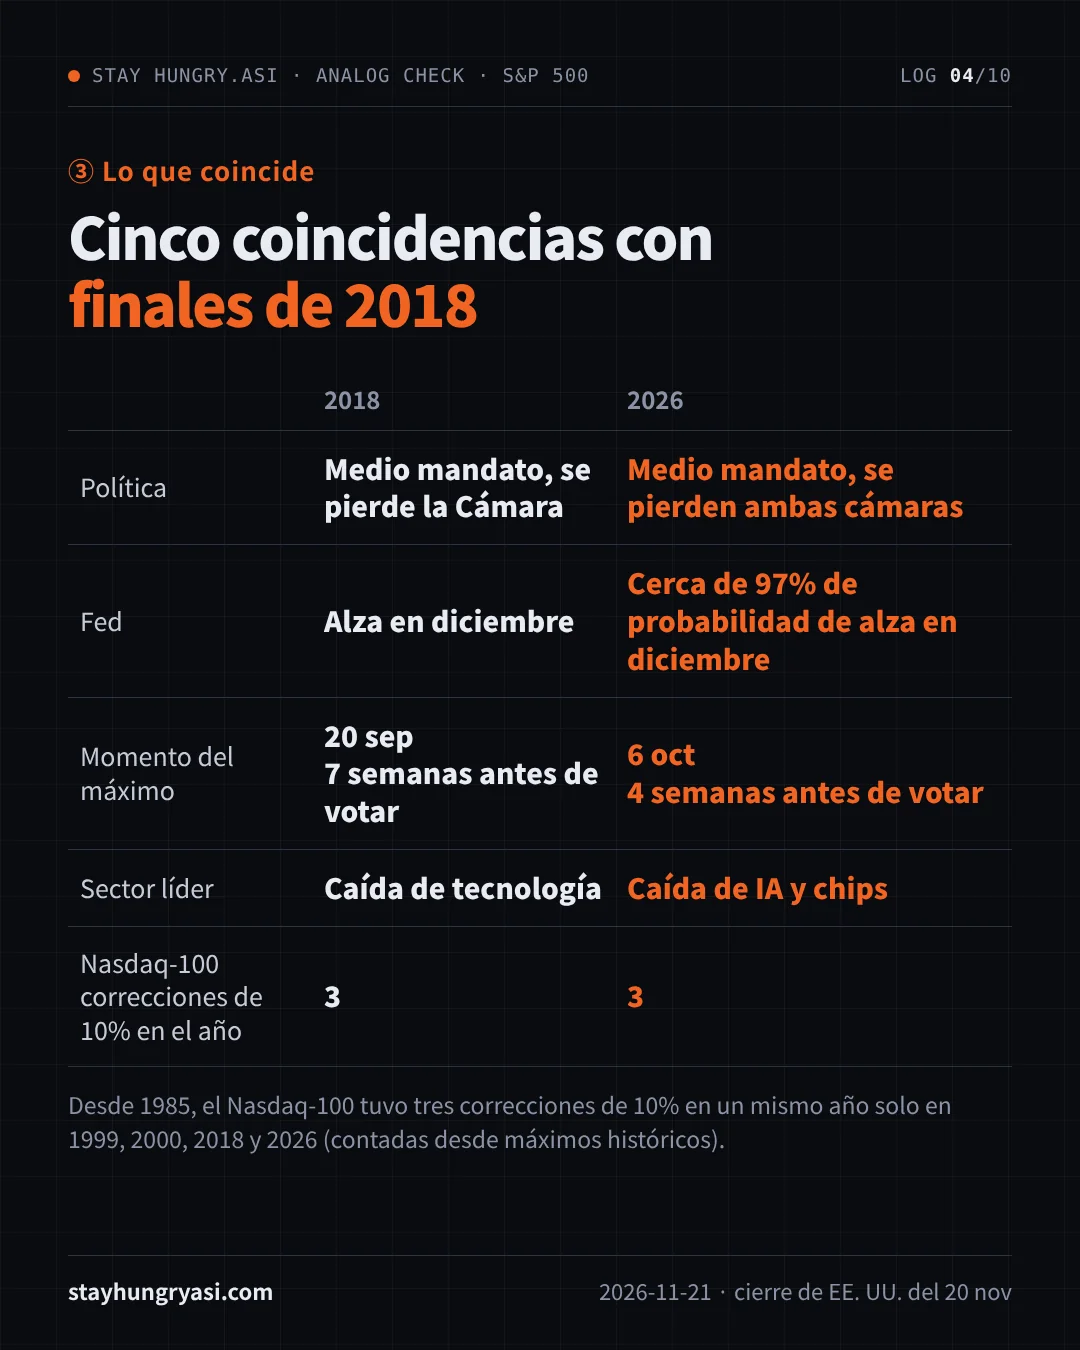 STAY HUNGRY.ASI · ANALOG CHECK · S&P 500
LOG 04/10
③ Lo que coincide
Cinco coincidencias con
finales de 2018
2018
2026
Política
Medio mandato, se
pierde la Cámara
Medio mandato, se
pierden ambas cámaras
Fed
Alza en diciembre
Cerca de 97% de
probabilidad de alza en
diciembre
Momento del
máximo
20 sep
7 semanas antes de
votar
6 oct
4 semanas antes de votar
Sector líder
Caída de tecnología
Caída de IA y chips
Nasdaq-100
correcciones de
10% en el año
3
3
Desde 1985, el Nasdaq-100 tuvo tres correcciones de 10% en un mismo año solo en
1999, 2000, 2018 y 2026 (contadas desde máximos históricos).
stayhungryasi.com
2026-11-21 · cierre de EE. UU. del 20 nov